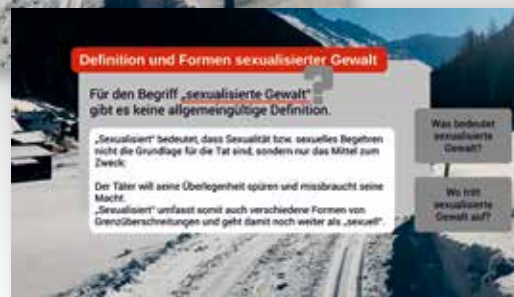 Definition und Formen sexualisierter Gewalt
?
Für den Begriff „sexualisierte Gewalt“
gibt es keine allgemeingültige Definition.
„Sexualisiert“ bedeutet, dass Sexualität bzw. sexuelles Begehren
nicht die Grundlage für die Tat sind, sondern nur das Mittel zum
Zweck:
Der Täter will seine Überlegenheit spüren und missbraucht seine
Macht.
„Sexualisiert“ umfasst somit auch verschiedene Formen von
Grenzüberschreitungen und geht damit noch weiter als „sexuell“.
Was bedeutet
sexualisierte
Gewalt?
Wo tritt
sexualisierte
Gewalt auf?